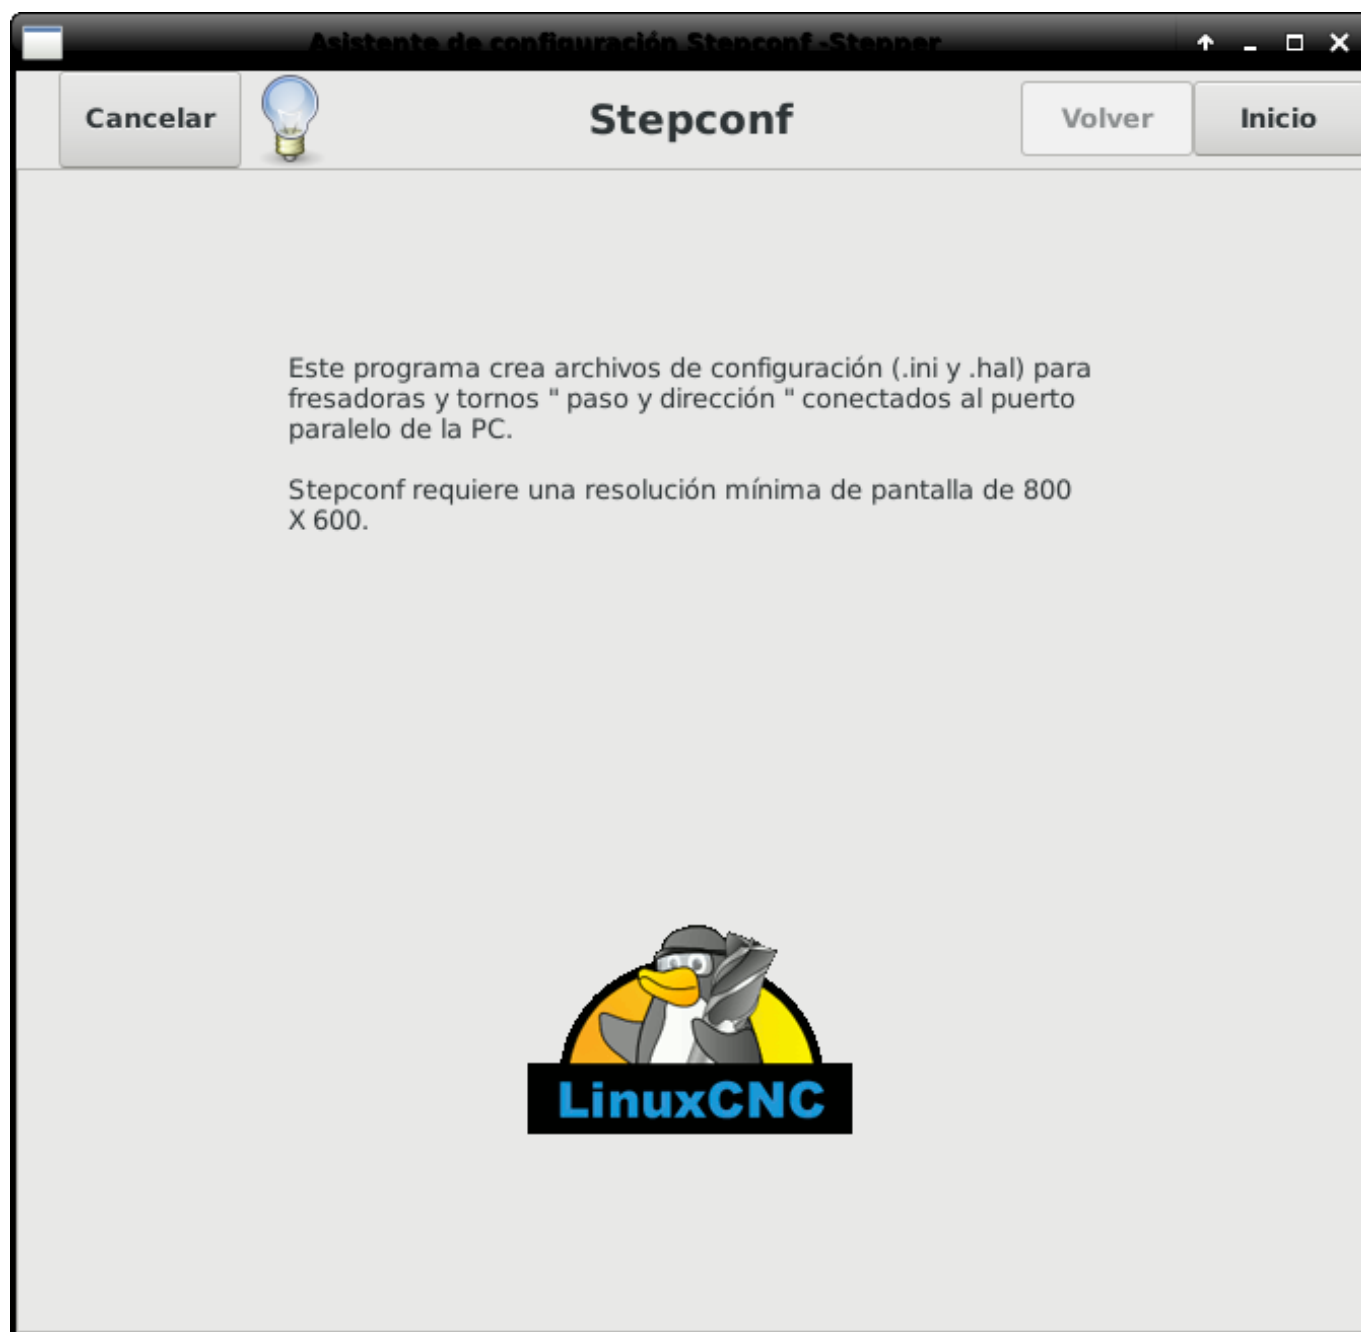 Asistente de configuración Stepconf -Stepper
Cancelar
Stepconf
Volver
Inicio
Este programa crea archivos de configuración (.ini y .hal) para
fresadoras y tornos " paso y dirección " conectados al puerto
paralelo de la PC.
Stepconf requiere una resolución mínima de pantalla de 800
X 600.
LinuxCNC